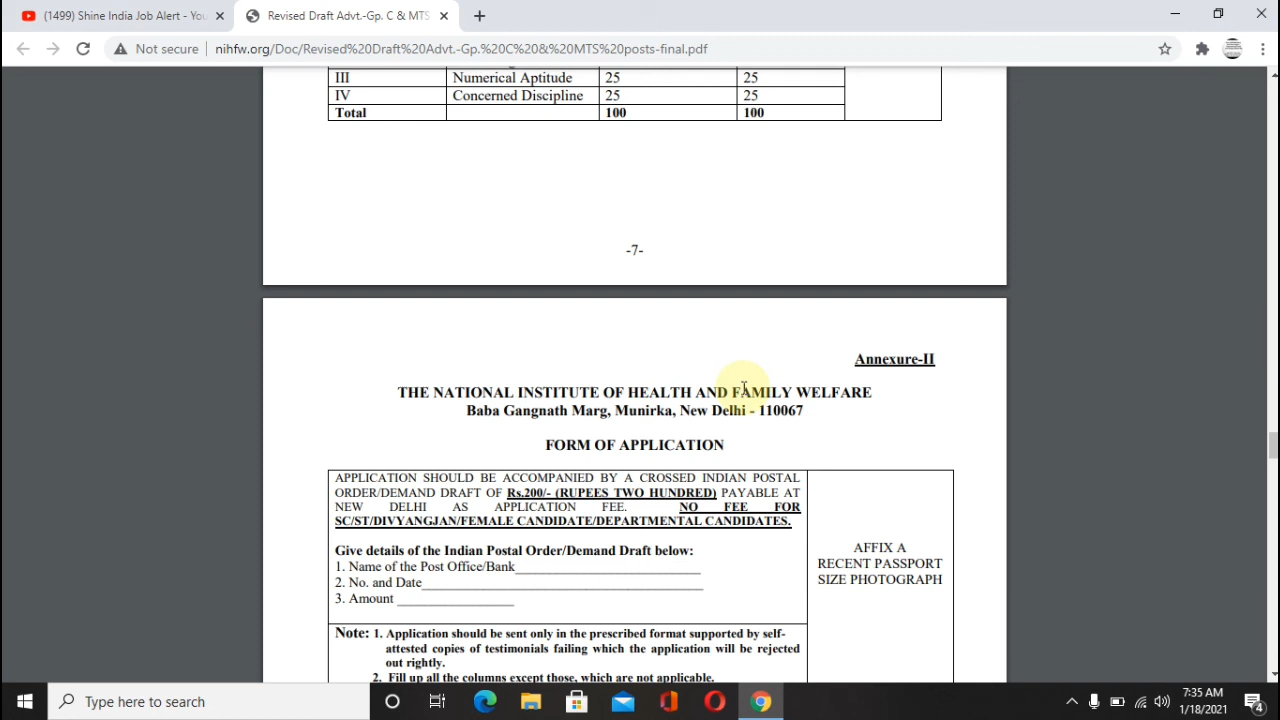 (1499) Shine India Job Alert - You
Revised Draft Advt.-Gp. C & MTS
Not secure
nihfw.org/Doc/Revised%20Draft%20Advt.-Gp.%20C%20&%20MTS%20posts-final.pdf
III Numerical Aptitude 25 25
IV Concerned Discipline 25 25
Total 100 100
-7-
Annexure-II
THE NATIONAL INSTITUTE OF HEALTH AND FAMILY WELFARE
Baba Gangnath Marg, Munirka, New Delhi - 110067
FORM OF APPLICATION
APPLICATION SHOULD BE ACCOMPANIED BY A CROSSED INDIAN POSTAL
ORDER/DEMAND DRAFT OF Rs.200/- (RUPEES TWO HUNDRED) PAYABLE AT
NEW DELHI AS APPLICATION FEE. NO FEE FOR
SC/ST/DIVYANGJAN/FEMALE CANDIDATE/DEPARTMENTAL CANDIDATES.
Give details of the Indian Postal Order/Demand Draft below:
1. Name of the Post Office/Bank
2. No. and Date
3. Amount
AFFIX A
RECENT PASSPORT
SIZE PHOTOGRAPH
Note: 1. Application should be sent only in the prescribed format supported by self-
attested copies of testimonials failing which the application will be rejected
out rightly.
2. Fill up all the columns except those, which are not applicable.
Type here to search
7:35 AM
1/18/2021
4